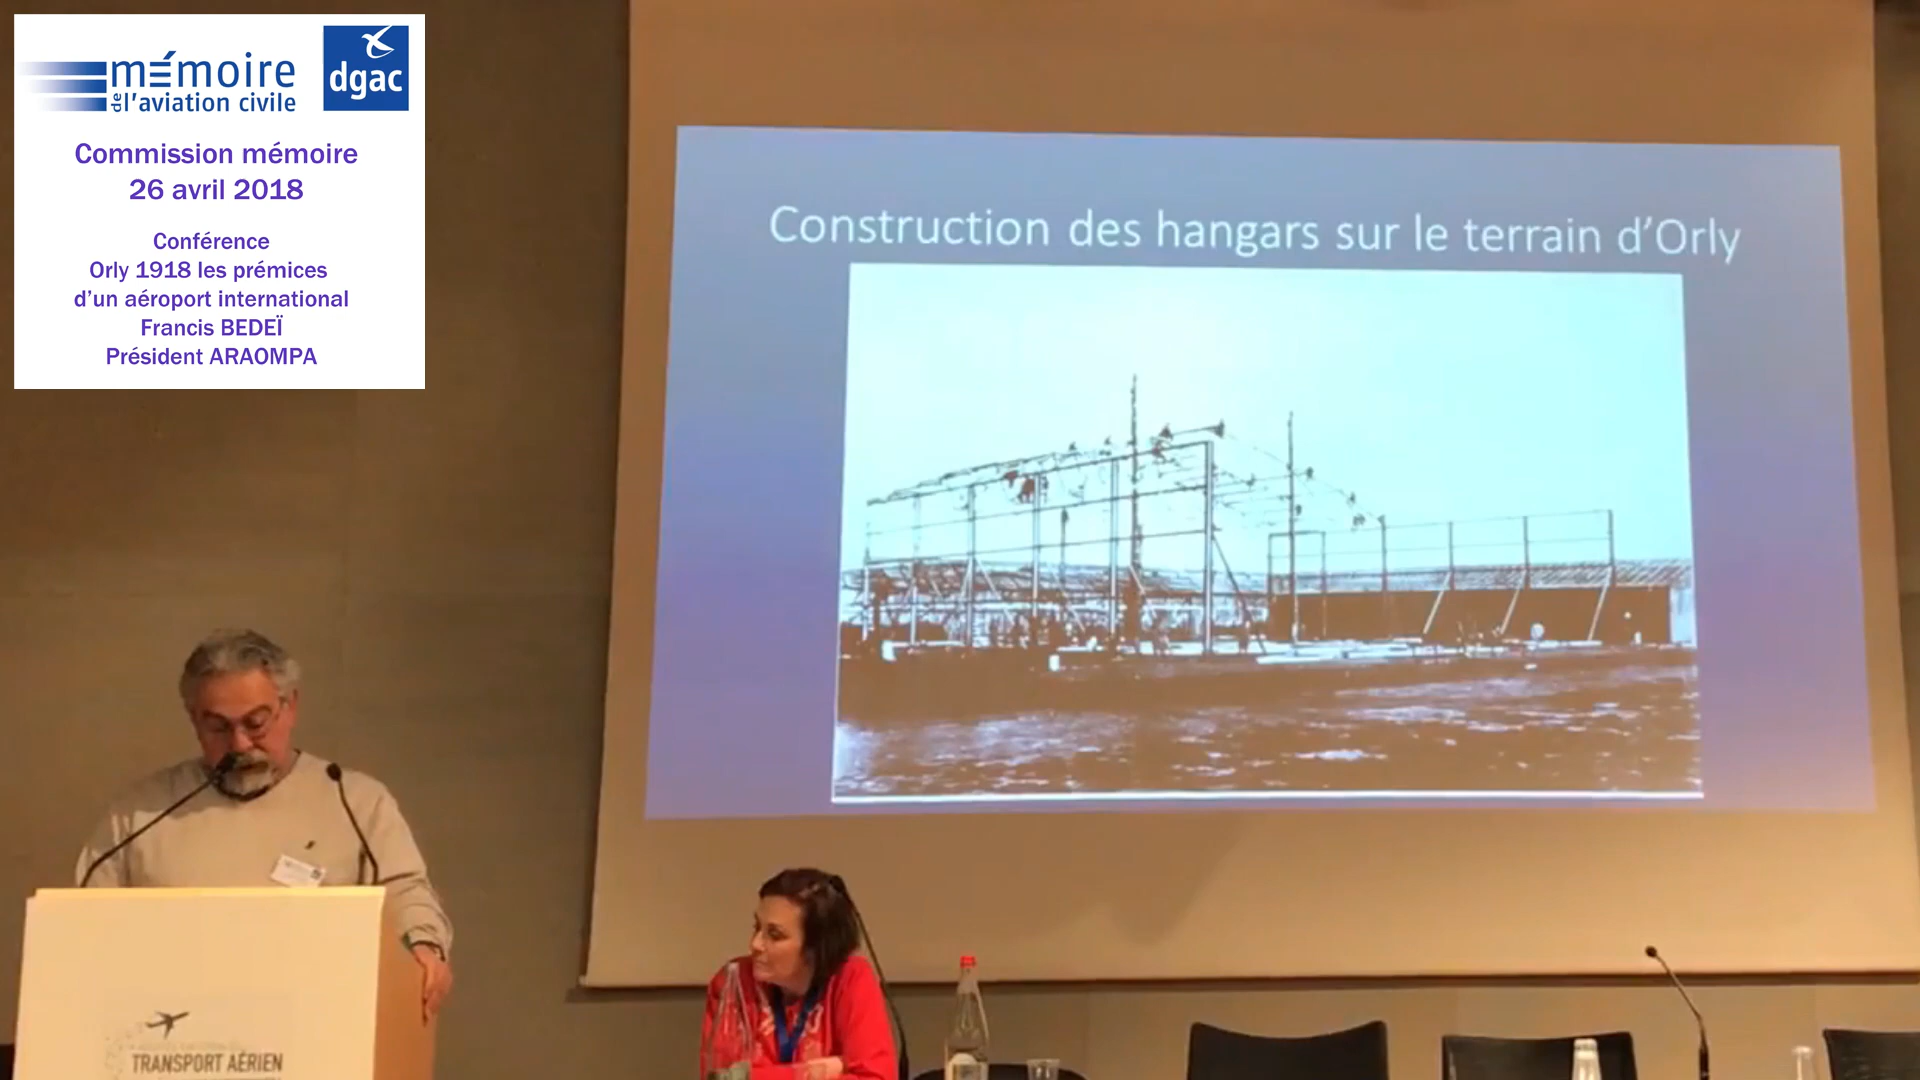 mémoire
de l'aviation civile
dgac
Commission mémoire
26 avril 2018
Conférence
Orly 1918 les prémices
d'un aéroport international
Francis BEDEÏ
Président ARAOMPA
Construction des hangars sur le terrain d'Orly
TRANSPORT AÉRIEN